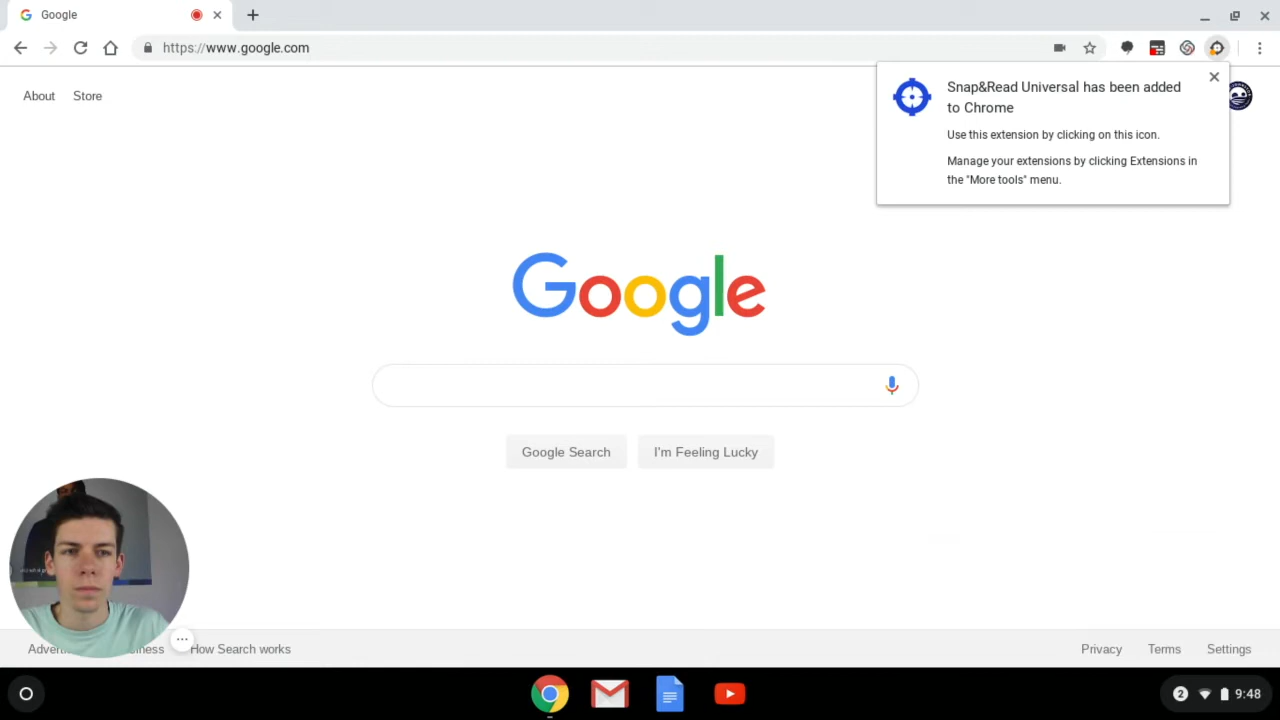 Google
https://www.google.com
About Store
Snap&Read Universal has been added
to Chrome
Use this extension by clicking on this icon.
Manage your extensions by clicking Extensions in
the "More tools" menu.
Google
Google Search I'm Feeling Lucky
How Search works
Privacy Terms Settings
2 9:48